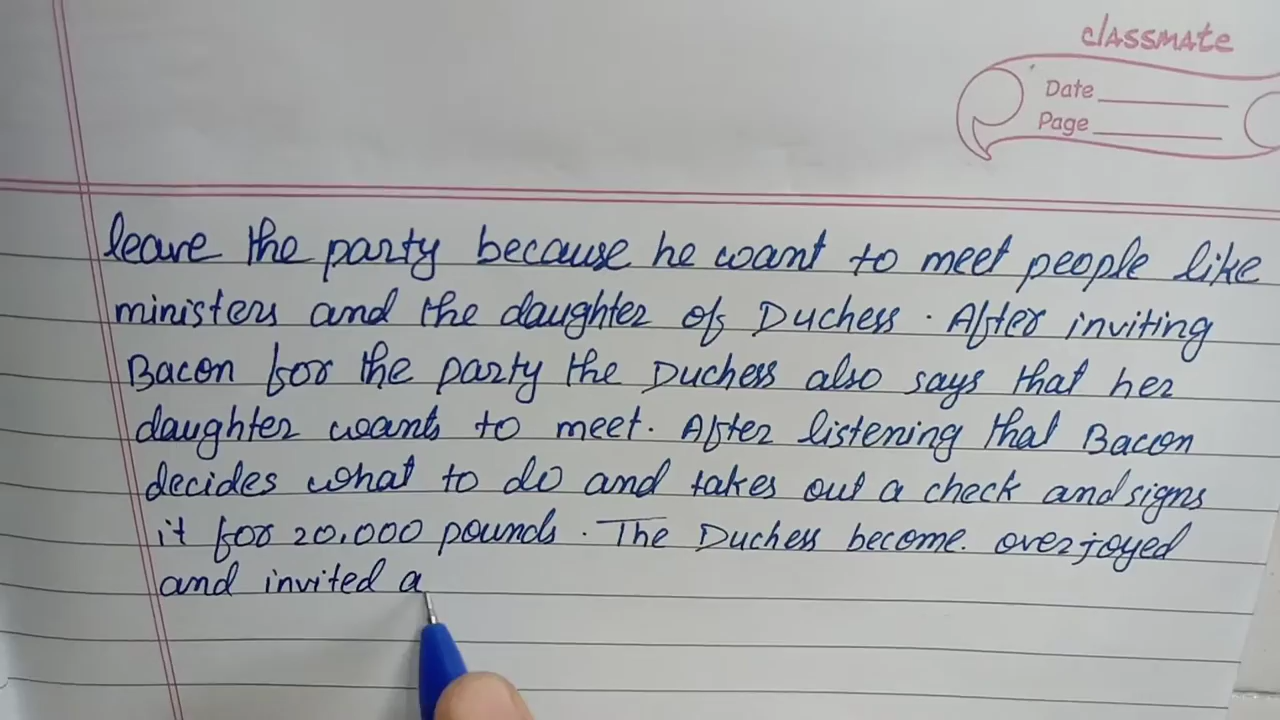 classmate
Date
Page
leave the party because he want to meet people like
ministers and the daughter of Duchess. After inviting
Bacon for the party the Duchess also says that her
daughter wants to meet. After listening that Bacon
decides what to do and takes out a check and signs
it for 20,000 pounds. The Duchess become. overjoyed
and invited a